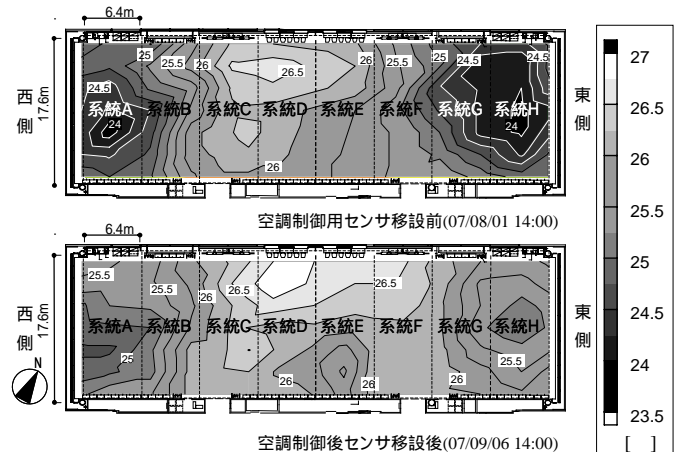 6.4m
25
25.5
26
26.5
26
25.5
25
24.5
24.5
24.5
西側
17.6m
系統A
系統B
系統C
系統D
系統E
系統F
系統G
系統H
東側
24
24
26
26
空調制御用センサ移設前(07/08/01 14:00)
6.4m
25.5
25.5
26
26.5
26.5
26
西側
17.6m
系統A
系統B
系統C
系統D
系統E
系統F
系統G
系統H
東側
25
25.5
26
26
26
N
空調制御後センサ移設後(07/09/06 14:00)
27
26.5
26
25.5
25
24.5
24
23.5
[ ]